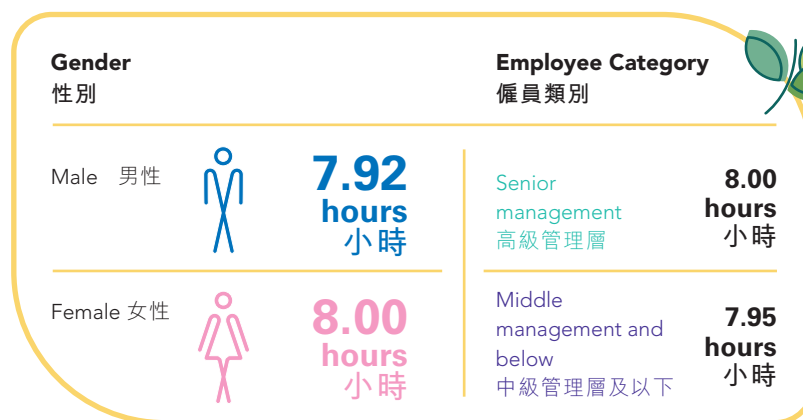 Gender
性別
Employee Category
僱員類別
Male 男性
7.92
hours
小時
Senior
management
高級管理層
8.00
hours
小時
Female 女性
8.00
hours
小時
Middle
management and
below
中級管理層及以下
7.95
hours
小時